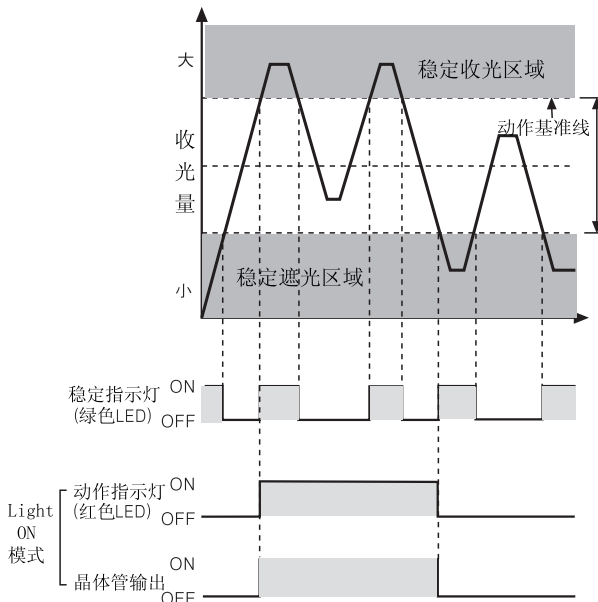 大
稳定收光区域
动作基准线
收
光
量
稳定遮光区域
小
稳定指示灯
(绿色LED)
ON
OFF
Light
ON
模式
动作指示灯
(红色LED)
ON
OFF
晶体管输出
ON
OFF